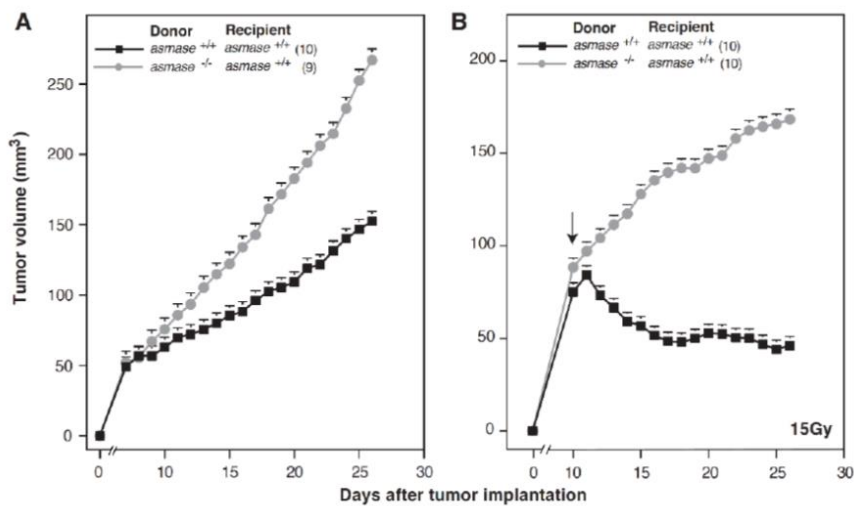 A
Donor Recipient
asmase +/+ asmase +/+ (10)
asmase -/- asmase +/+ (9)
Tumor volume (mm3)
250
200
150
100
50
0
0 10 15 20 25 30
B
Donor Recipient
asmase +/+ asmase +/+ (10)
asmase -/- asmase +/+ (10)
200
150
100
50
0
15Gy
0 10 15 20 25 30
Days after tumor implantation